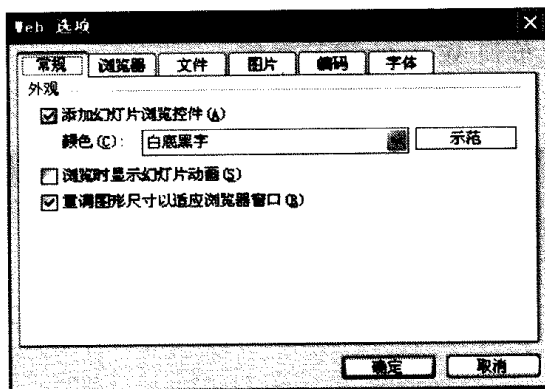 Web 选项
常规 浏览器 文件 图片 编码 字体
外观
添加幻灯片浏览控件(A)
颜色(C): 白底黑字 示范
浏览时显示幻灯片动画(S)
重调图形尺寸以适应浏览器窗口(R)
确定 取消